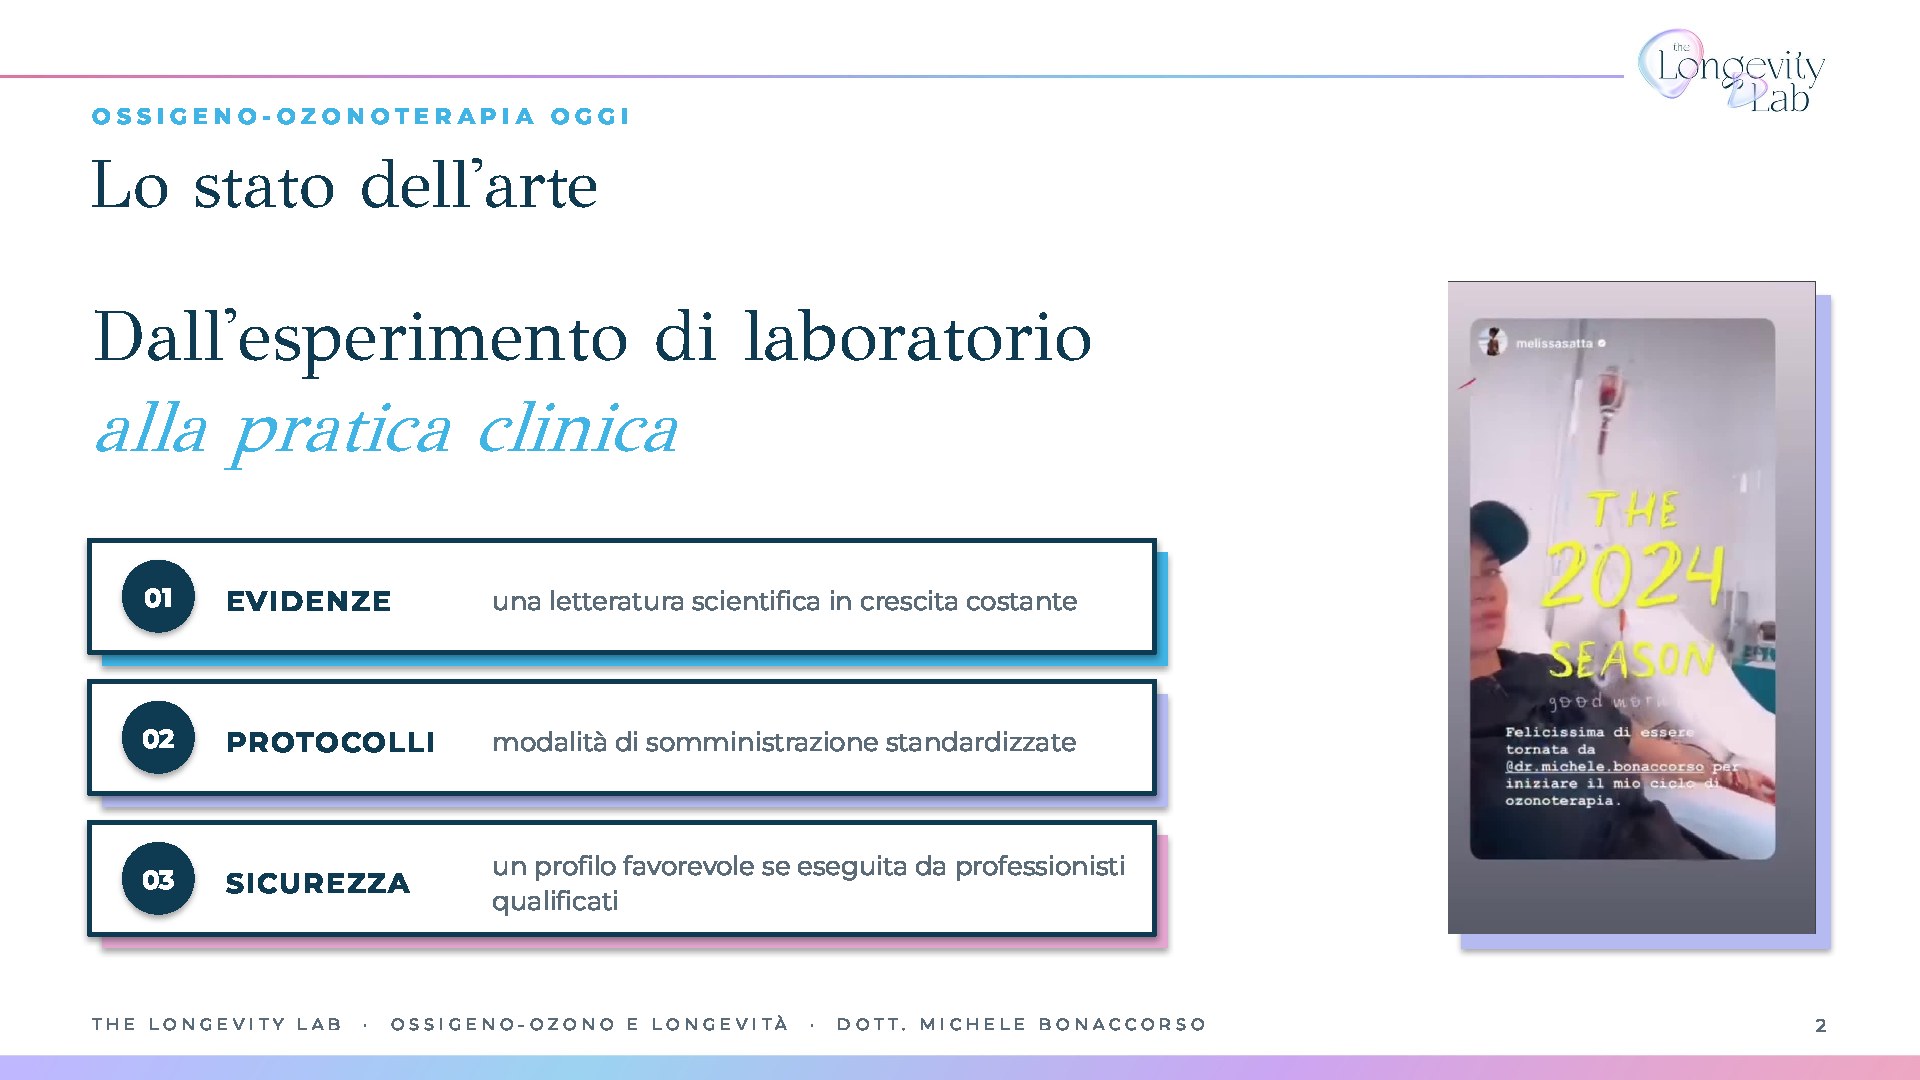 the
Longevity
Lab
OSSIGENO-OZONOTERAPIA OGGI
Lo stato dell’arte
Dall’esperimento di laboratorio
alla pratica clinica
01 EVIDENZE una letteratura scientifica in crescita costante
02 PROTOCOLLI modalità di somministrazione standardizzate
03 SICUREZZA un profilo favorevole se eseguita da professionisti
qualificati
melissasatta
THE
2024
SEASON
good morn
Felicissima di essere
tornata da
@dr.michele.bonaccorso per
iniziare il mio ciclo di
ozonoterapia.
THE LONGEVITY LAB · OSSIGENO-OZONO E LONGEVITÀ · DOTT. MICHELE BONACCORSO
2